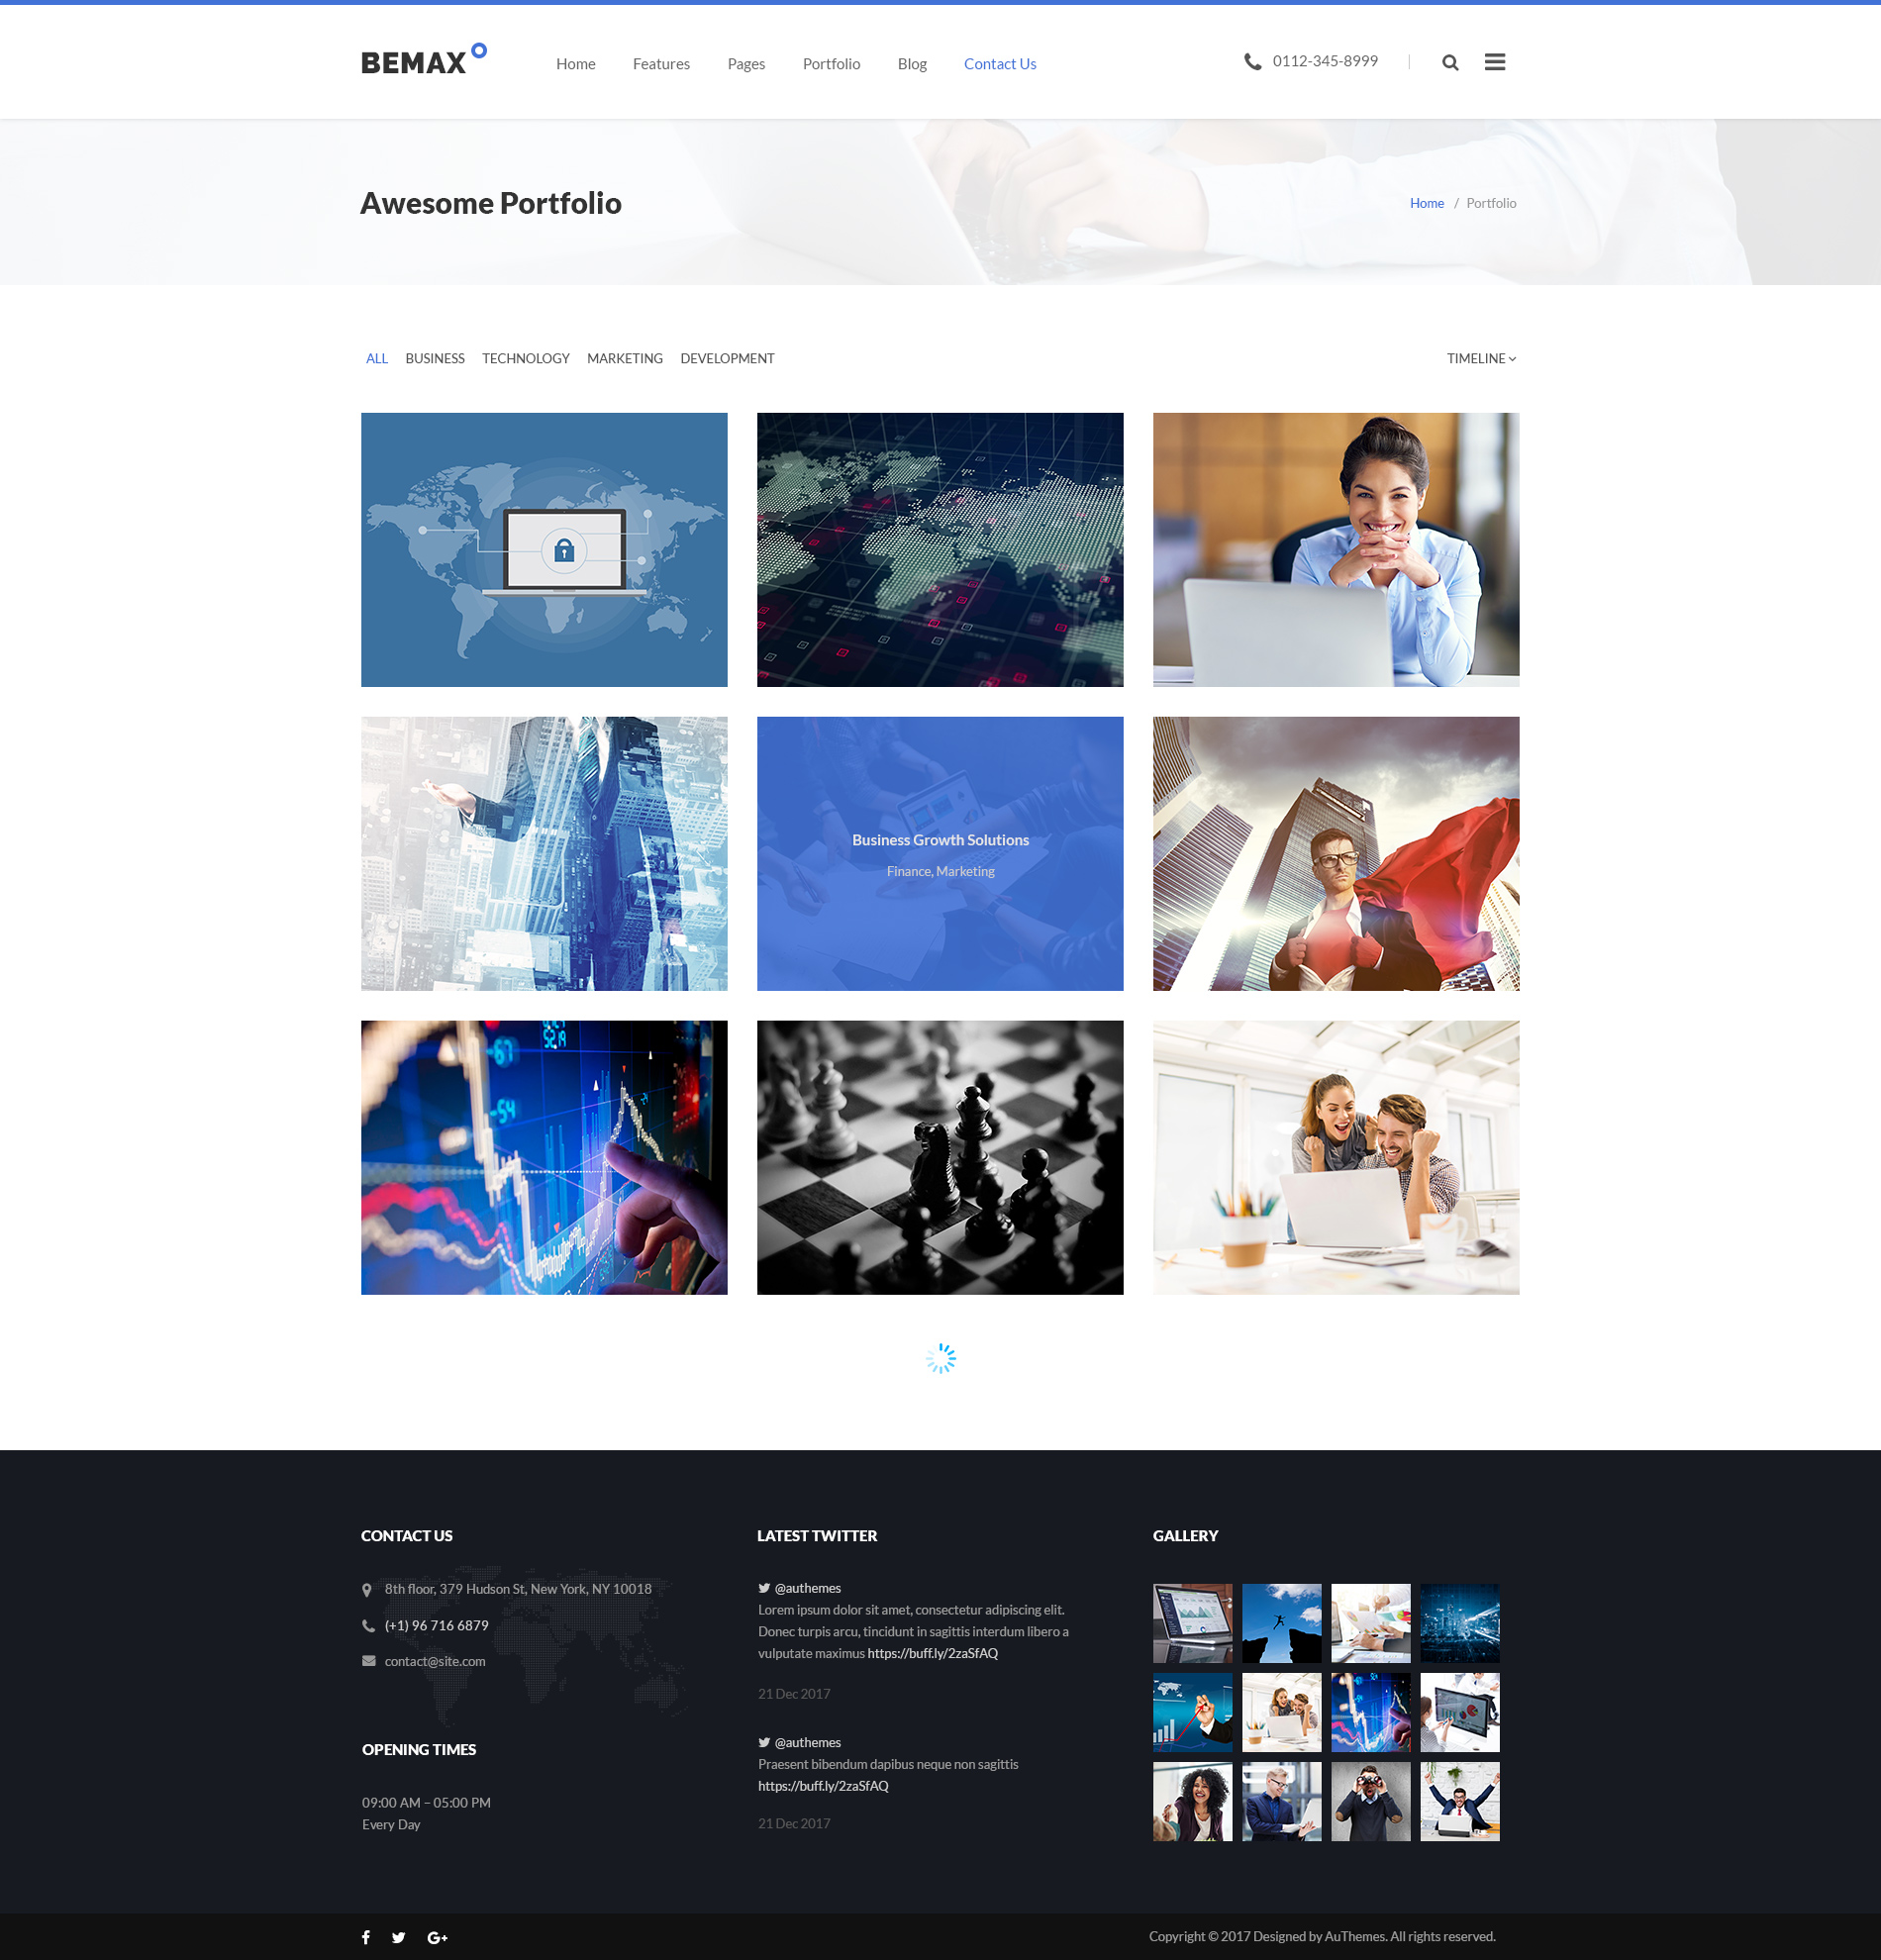 BEMAX
Home Features Pages Portfolio Blog Contact Us
0112-345-8999
Awesome Portfolio
Home / Portfolio
ALL BUSINESS TECHNOLOGY MARKETING DEVELOPMENT
TIMELINE
Business Growth Solutions
Finance, Marketing
-67
52.19
-54
CONTACT US
8th floor, 379 Hudson St, New York, NY 10018
(+1) 96 716 6879
contact@site.com
OPENING TIMES
09:00 AM – 05:00 PM
Every Day
LATEST TWITTER
@authemes
Lorem ipsum dolor sit amet, consectetur adipiscing elit.
Donec turpis arcu, tincidunt in sagittis interdum libero a
vulputate maximus https://buff.ly/2zaSfAQ
21 Dec 2017
@authemes
Praesent bibendum dapibus neque non sagittis
https://buff.ly/2zaSfAQ
21 Dec 2017
GALLERY
Copyright © 2017 Designed by AuThemes. All rights reserved.